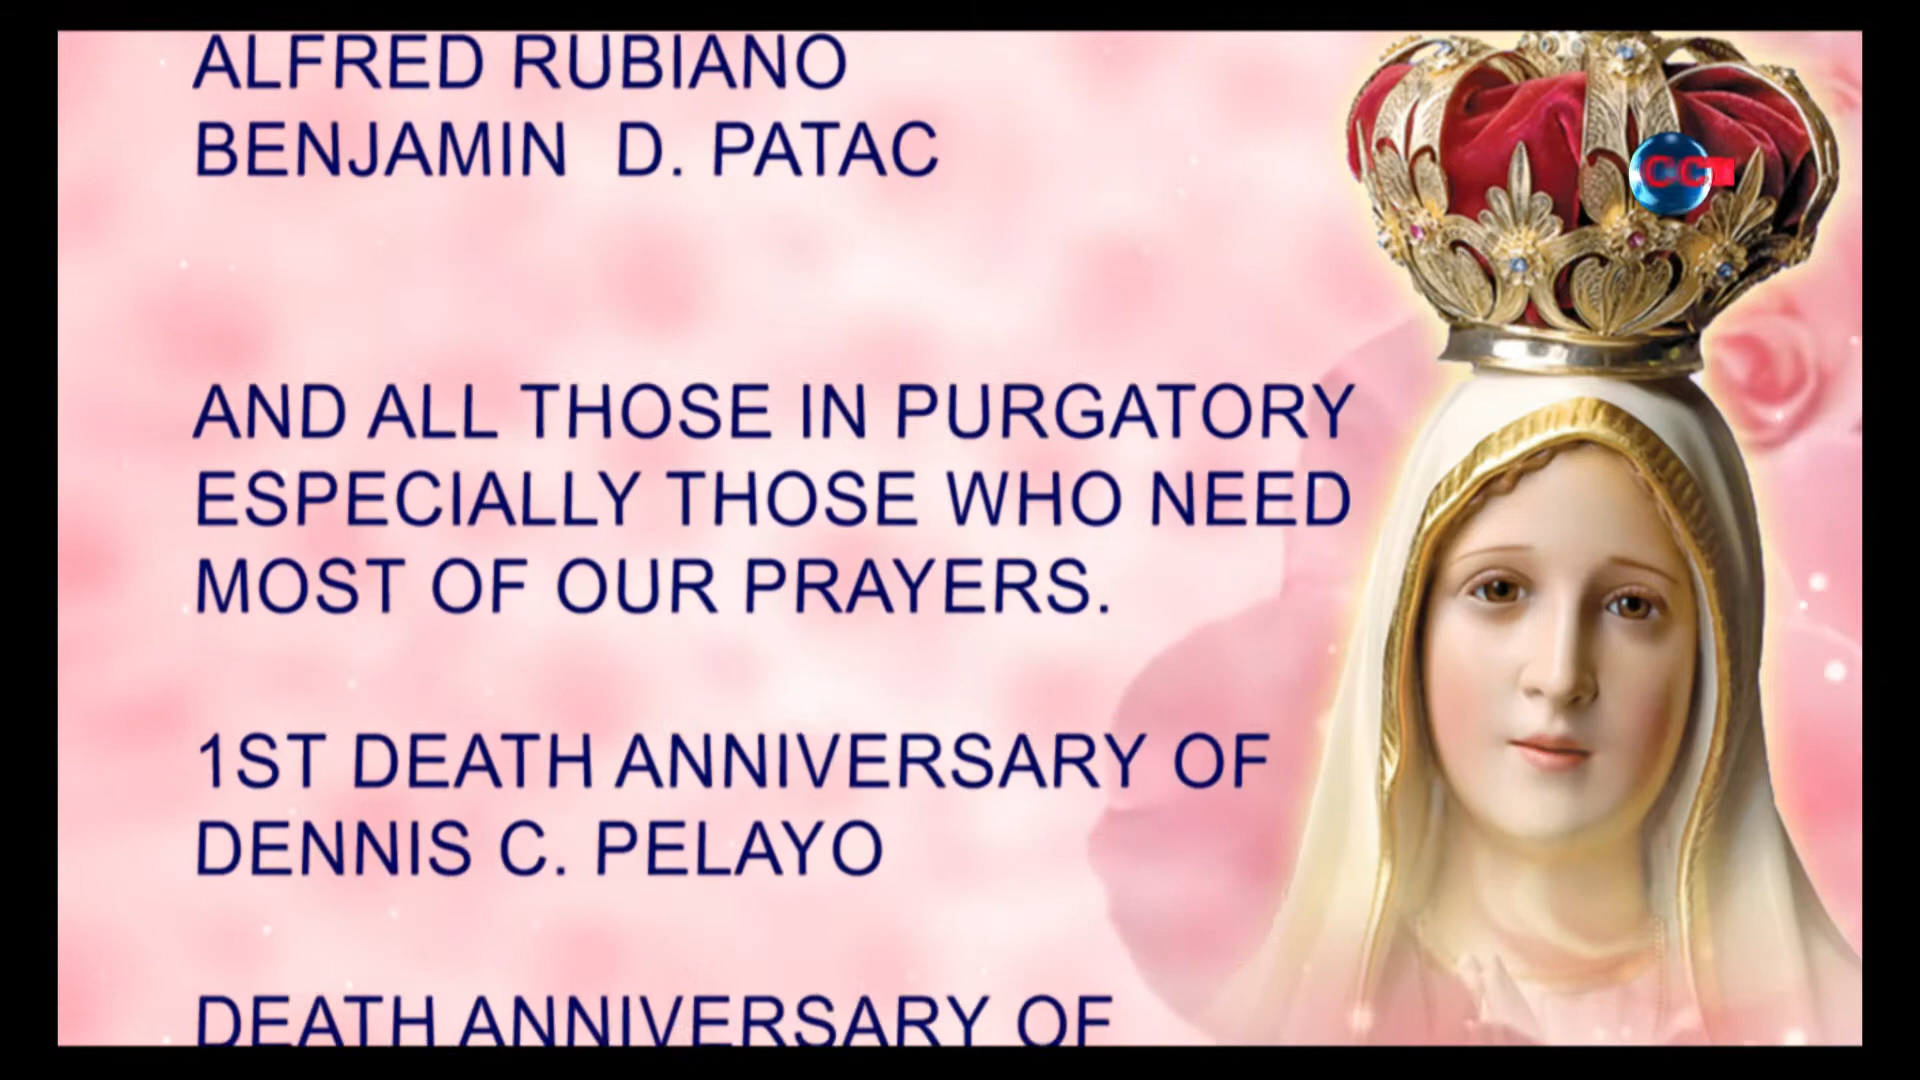 ALFRED RUBIANO
BENJAMIN D. PATAC
AND ALL THOSE IN PURGATORY
ESPECIALLY THOSE WHO NEED
MOST OF OUR PRAYERS.
1ST DEATH ANNIVERSARY OF
DENNIS C. PELAYO
DEATH ANNIVERSARY OF
CCT